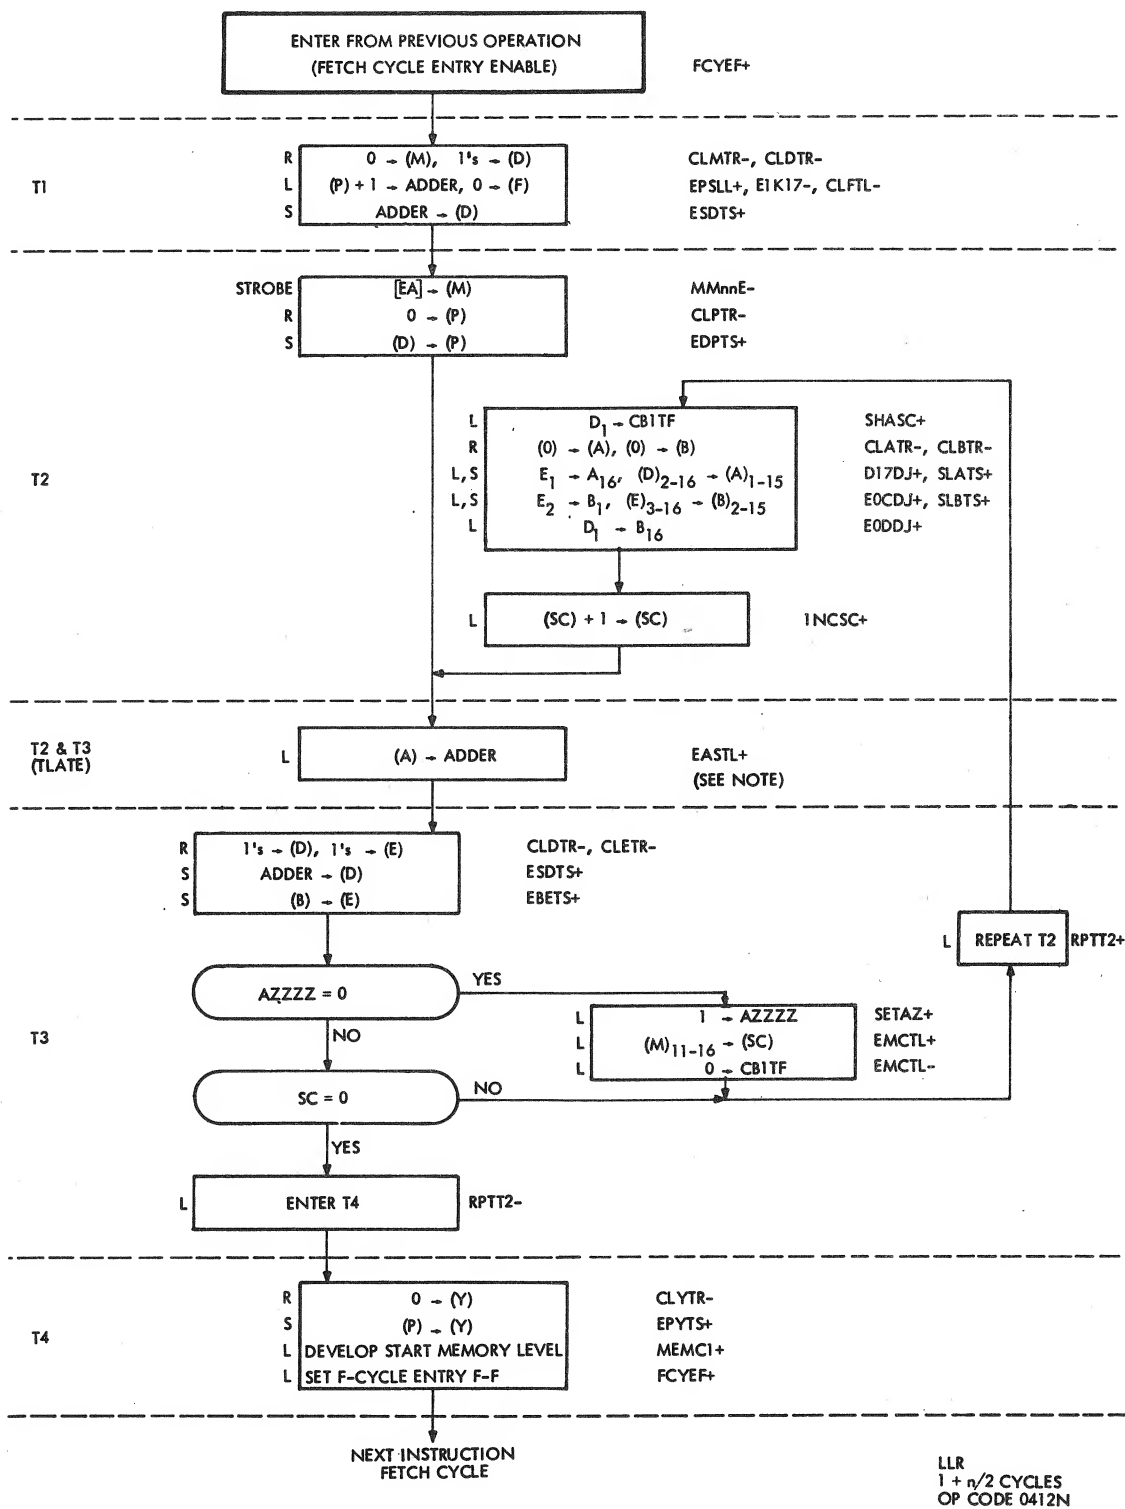 ENTER FROM PREVIOUS OPERATION
(FETCH CYCLE ENTRY ENABLE)
FCYEF+
T1
R 0 → (M), 1's → (D) CLMTR-, CLDTR-
L (P) + 1 → ADDER, 0 → (F) EPSLL+, E1K17-, CLFTL-
S ADDER → (D) ESDTS+
STROBE [EA] → (M) MMnnE-
R 0 → (P) CLPTR-
S (D) → (P) EDPTS+
T2
L D1 → CB1TF SHASC+
R (0) → (A), (0) → (B) CLATR-, CLBTR-
L, S E1 → A16, (D)2-16 → (A)1-15 D17DJ+, SLATS+
L, S E2 → B1, (E)3-16 → (B)2-15 E0CDJ+, SLBTS+
L D1 → B16 E0DDJ+
L (SC) + 1 → (SC) 1NCSC+
T2 & T3
(TLATE)
L (A) → ADDER EASTL+
(SEE NOTE)
R 1's → (D), 1's → (E) CLDTR-, CLETR-
S ADDER → (D) ESDTS+
S (B) → (E) EBETS+
L REPEAT T2 RPTT2+
T3
AZZZZ = 0
YES
NO
L 1 → AZZZZ SETAZ+
L (M)11-16 → (SC) EMCTL+
L 0 → CB1TF EMCTL-
SC = 0
NO
YES
L ENTER T4 RPTT2-
T4
R 0 → (Y) CLYTR-
S (P) → (Y) EPYTS+
L DEVELOP START MEMORY LEVEL MEMC1+
L SET F-CYCLE ENTRY F-F FCYEF+
NEXT INSTRUCTION
FETCH CYCLE
LLR
1 + n/2 CYCLES
OP CODE 0412N